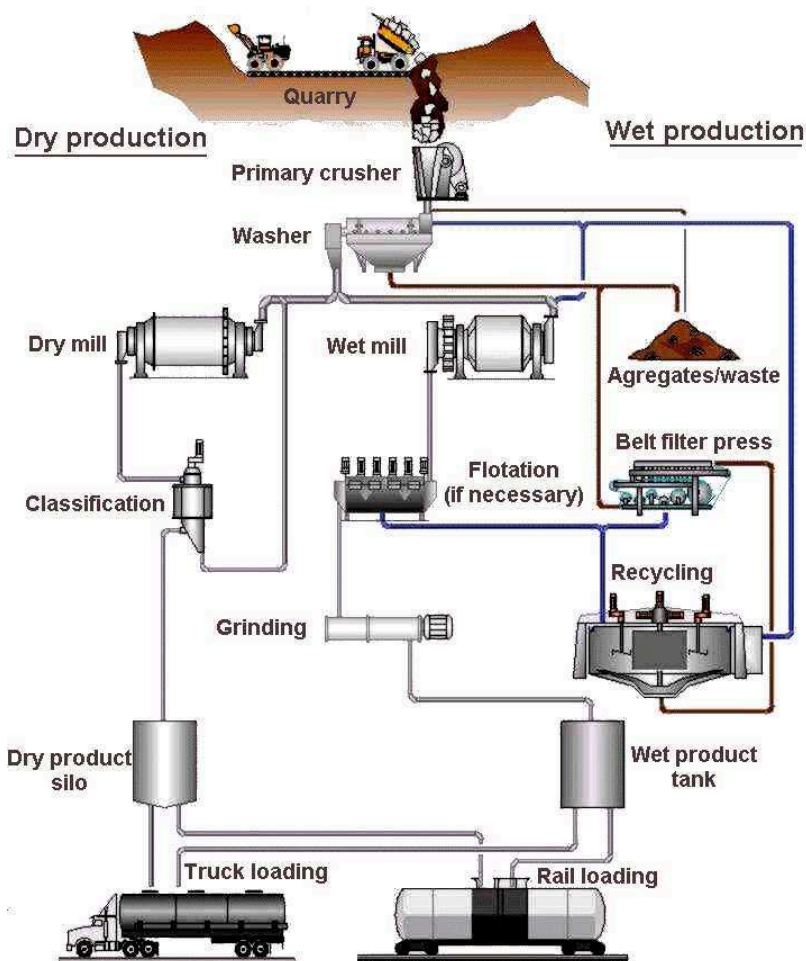 Quarry
Dry production
Wet production
Primary crusher
Washer
Dry mill
Wet mill
Agregates/waste
Belt filter press
Flotation
(if necessary)
Classification
Recycling
Grinding
Dry product
silo
Wet product
tank
Truck loading
Rail loading